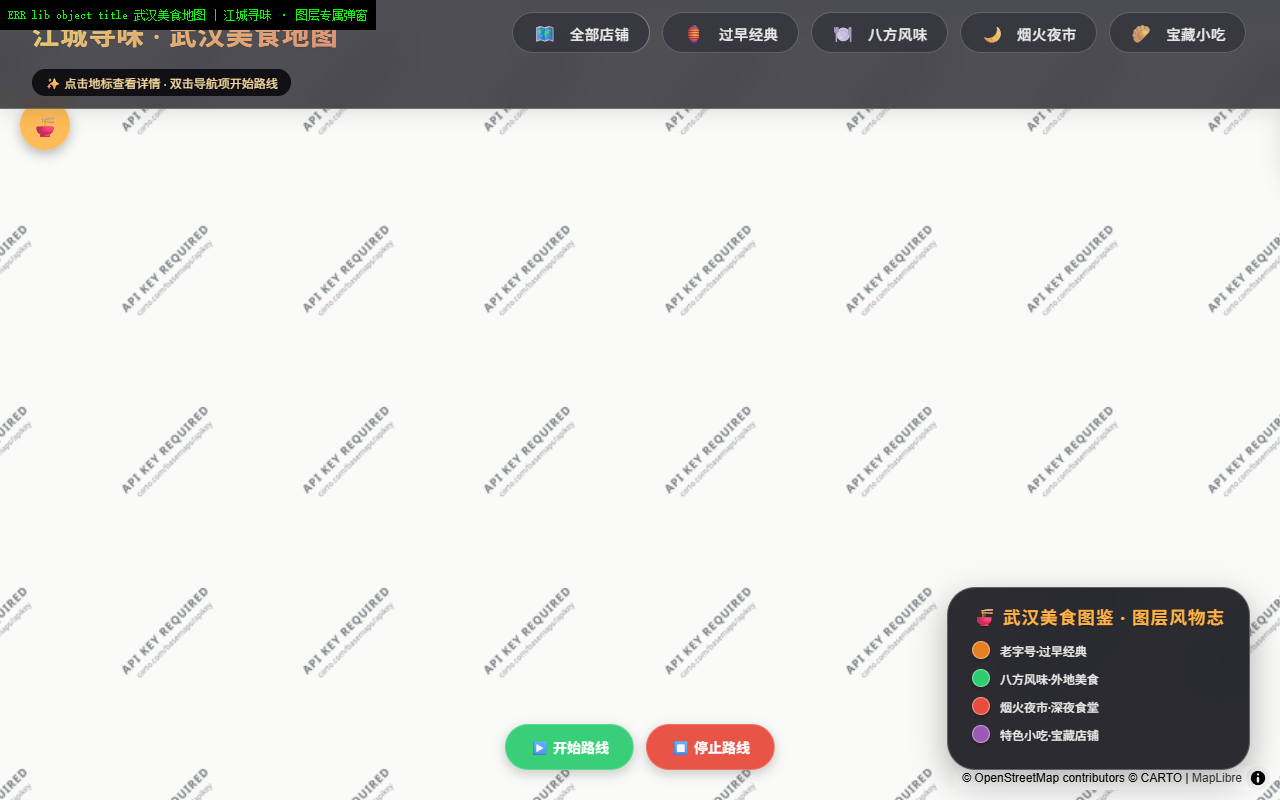 ERR lib object title 武汉美食地图 | 江城寻味 · 图层专属弹窗
江城寻味 · 武汉美食地图
全部店铺
过早经典
八方风味
烟火夜市
宝藏小吃
点击地标查看详情 · 双击导航项开始路线
API KEY REQUIRED
carto.com/basemaps/apikey
武汉美食图鉴 · 图层风物志
老字号·过早经典
八方风味·外地美食
烟火夜市·深夜食堂
特色小吃·宝藏店铺
开始路线
停止路线
© OpenStreetMap contributors © CARTO | MapLibre